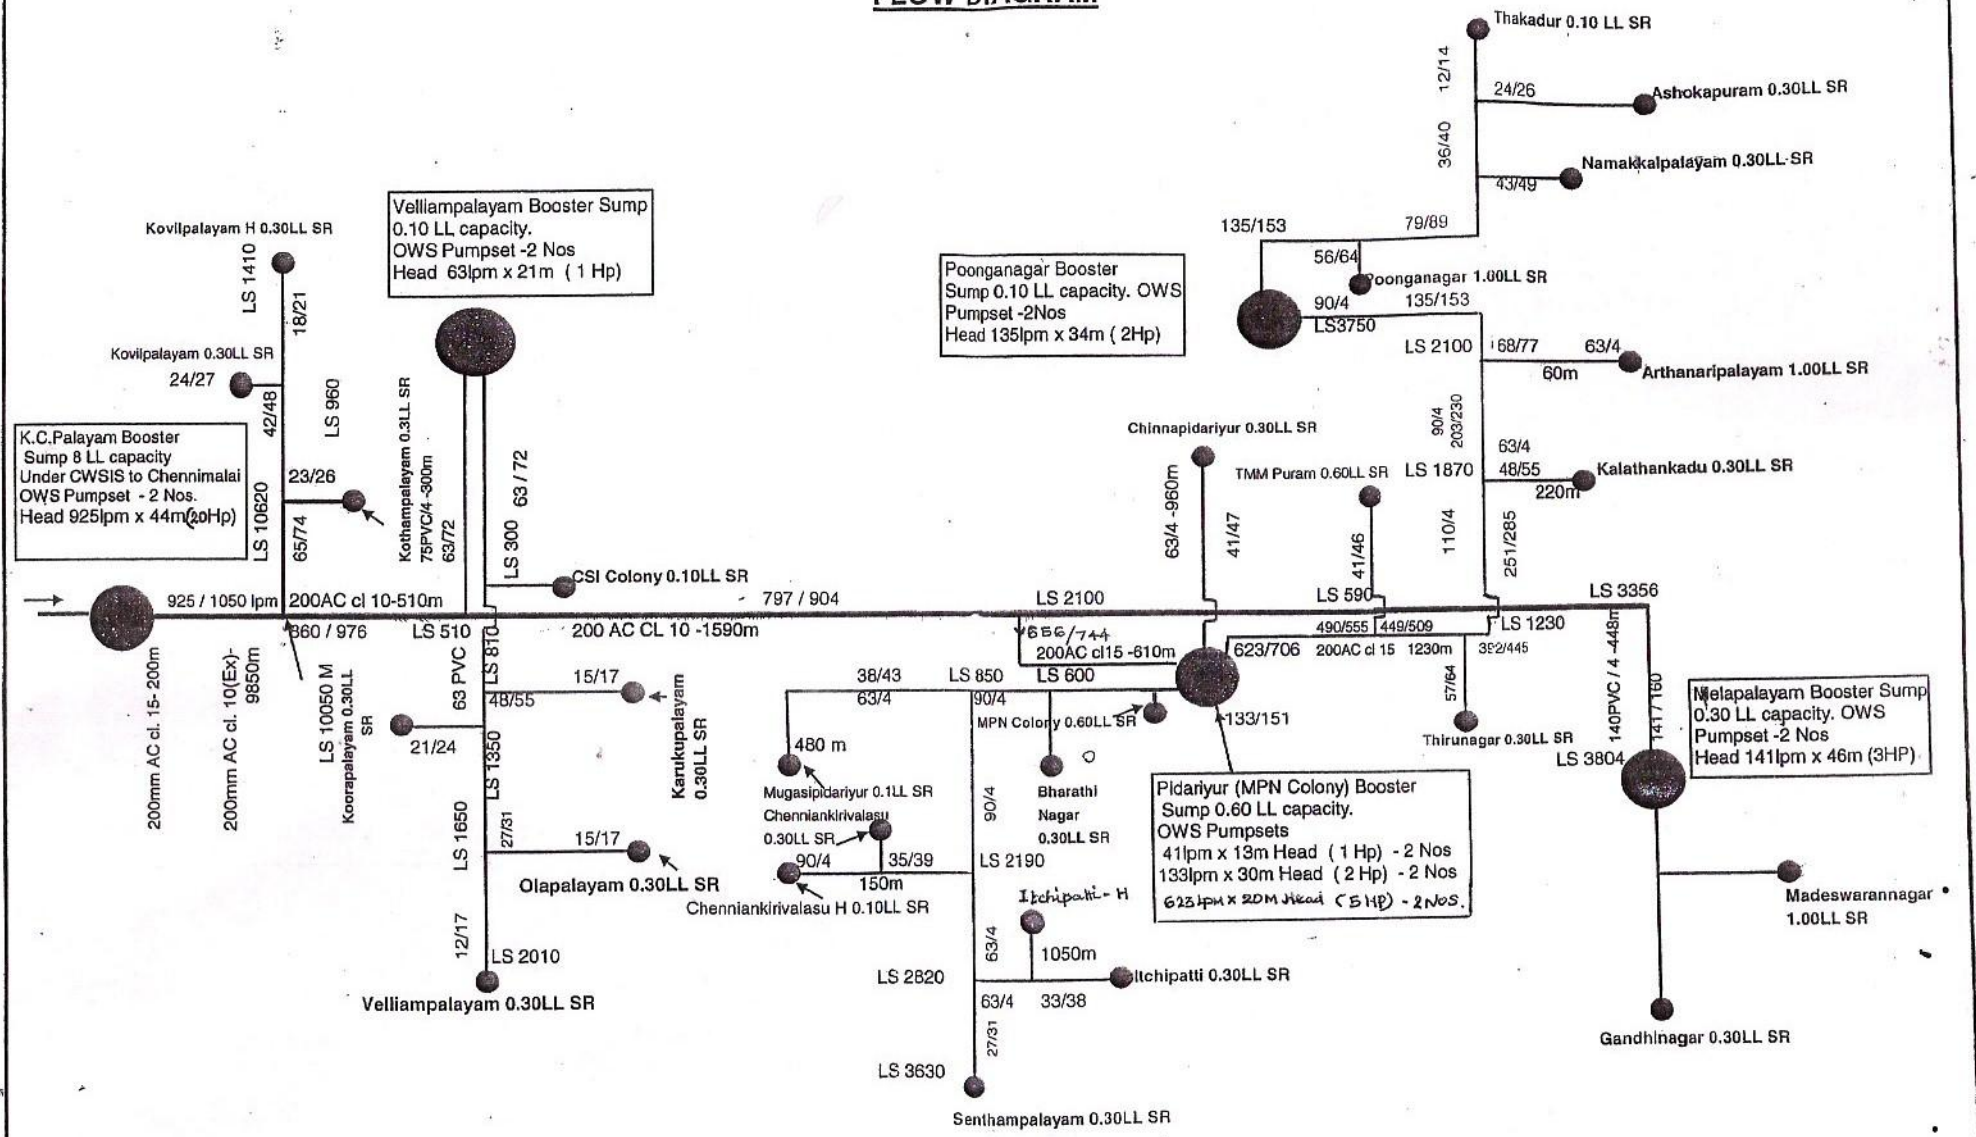 FLOW DIAGRAM
Thakadur 0.10 LL SR
12/14
24/26
Ashokapuram 0.30LL SR
36/40
Namakkalpalayam 0.30LL SR
43/49
135/153
79/89
56/64
Poonganagar 1.00LL SR
Poonganagar Booster
Sump 0.10 LL capacity. OWS
Pumpset -2Nos
Head 135lpm x 34m ( 2Hp)
90/4
135/153
LS3750
LS 2100
68/77
63/4
60m
Arthanaripalayam 1.00LL SR
90/4
203/230
63/4
LS 1870
48/55
Kalathankadu 0.30LL SR
220m
110/4
251/285
Velliampalayam Booster Sump
0.10 LL capacity.
OWS Pumpset -2 Nos
Head 63lpm x 21m ( 1 Hp)
Kovilpalayam H 0.30LL SR
LS 1410
18/21
Kovilpalayam 0.30LL SR
24/27
42/48
LS 960
K.C.Palayam Booster
Sump 8 LL capacity
Under CWSIS to Chennimalai
OWS Pumpset - 2 Nos.
Head 925lpm x 44m(20Hp)
23/26
LS 10620
65/74
Kothampalayam 0.3LL SR
75PVC/4 -300m
63/72
63 / 72
LS 300
CSI Colony 0.10LL SR
Chinnapidariyur 0.30LL SR
63/4 -960m
41/47
TMM Puram 0.60LL SR
41/46
925 / 1050 lpm
200AC cl 10-510m
797 / 904
LS 2100
LS 590
LS 3356
860 / 976
LS 510
200 AC CL 10 -1590m
656/744
200AC cl15 -610m
490/555
449/509
LS 1230
623/706
200AC cl 15
1230m
392/445
200mm AC cl. 15- 200m
200mm AC cl. 10(Ex)-
9850m
LS 10050 M
Koorapalayam 0.30LL
SR
63 PVC
LS 810
15/17
48/55
Karukupalayam
0.30LL SR
21/24
LS 1350
LS 1650
27/31
15/17
Olapalayam 0.30LL SR
12/17
LS 2010
Velliampalayam 0.30LL SR
38/43
LS 850
LS 600
63/4
90/4
MPN Colony 0.60LL SR
133/151
480 m
Mugasipidariyur 0.1LL SR
Chenniankirivalasu
0.30LL SR
90/4
35/39
150m
Chenniankirivalasu H 0.10LL SR
90/4
Bharathi
Nagar
0.30LL SR
LS 2190
Itchipatti - H
63/4
1050m
LS 2820
Itchipatti 0.30LL SR
63/4
33/38
27/31
LS 3630
Senthampalayam 0.30LL SR
57/64
Thirunagar 0.30LL SR
Pidariyur (MPN Colony) Booster
Sump 0.60 LL capacity.
OWS Pumpsets
41lpm x 13m Head ( 1 Hp) - 2 Nos
133lpm x 30m Head ( 2 Hp) - 2 Nos
623 lpm x 20M Head (5 HP) - 2 NOS.
140PVC / 4 -448m
141 / 160
LS 3804
Melapalayam Booster Sump
0.30 LL capacity. OWS
Pumpset -2 Nos
Head 141lpm x 46m (3HP)
Madeswarannagar
1.00LL SR
Gandhinagar 0.30LL SR